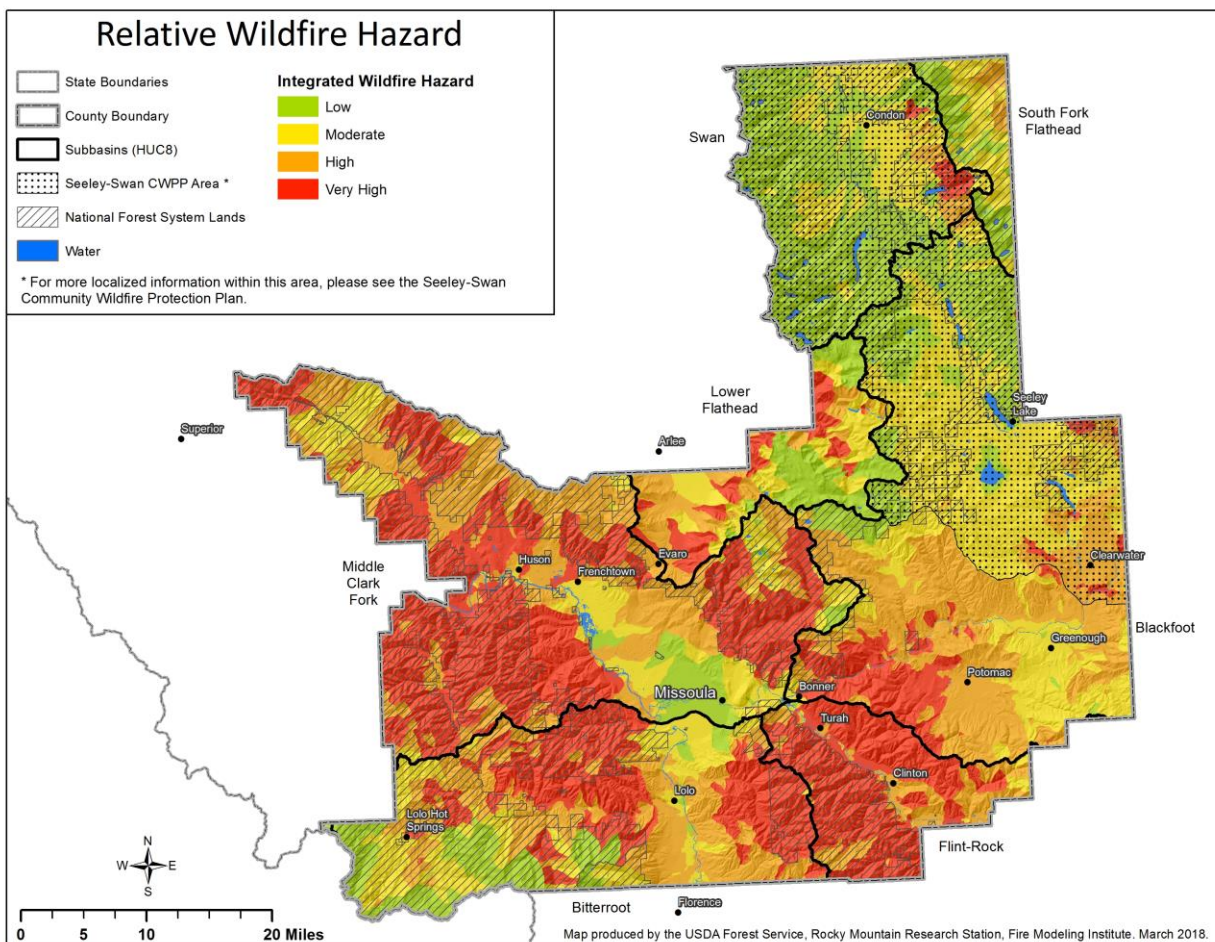 Relative Wildfire Hazard
State Boundaries
County Boundary
Subbasins (HUC8)
Seeley-Swan CWPP Area *
National Forest System Lands
Water
Integrated Wildfire Hazard
Low
Moderate
High
Very High
* For more localized information within this area, please see the Seeley-Swan
Community Wildfire Protection Plan.
Swan
Condon
South Fork
Flathead
Lower
Flathead
Seeley
Lake
Superior
Arlee
Huson
Frenchtown
Evaro
Clearwater
Middle
Clark
Fork
Blackfoot
Greenough
Potomac
Missoula
Bonner
Turah
Clinton
Lolo
Lolo Hot
Springs
Flint-Rock
Bitterroot
Florence
N
W
E
S
0 5 10 20 Miles
Map produced by the USDA Forest Service, Rocky Mountain Research Station, Fire Modeling Institute. March 2018.